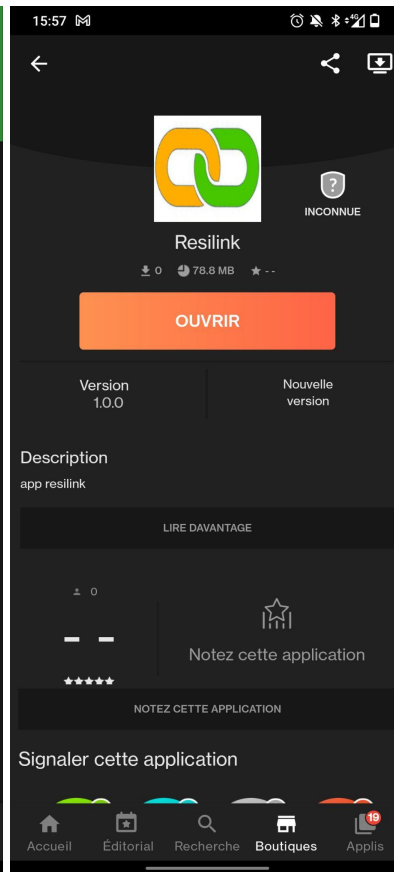 15:57
4G
INCONNUE
Resilink
0 78.8 MB ★ - -
OUVRIR
Version
1.0.0
Nouvelle
version
Description
app resilink
LIRE DAVANTAGE
0
– –
Notez cette application
NOTEZ CETTE APPLICATION
Signaler cette application
19
Accueil Éditorial Recherche Boutiques Applis